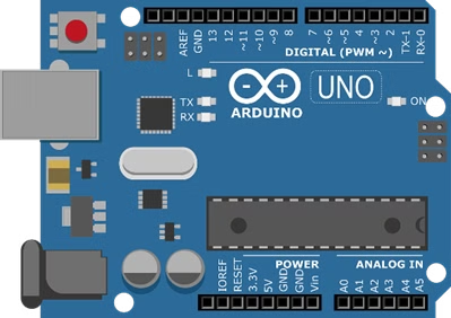 AREF
GND
13
12
~11
~10
~9
8
7
~6
~5
4
~3
2
TX-1
RX-0
DIGITAL (PWM ~)
L
TX
RX
ARDUINO
UNO
ON
IOREF
RESET
3.3V
5V
GND
GND
Vin
POWER
ANALOG IN
A0
A1
A2
A3
A4
A5